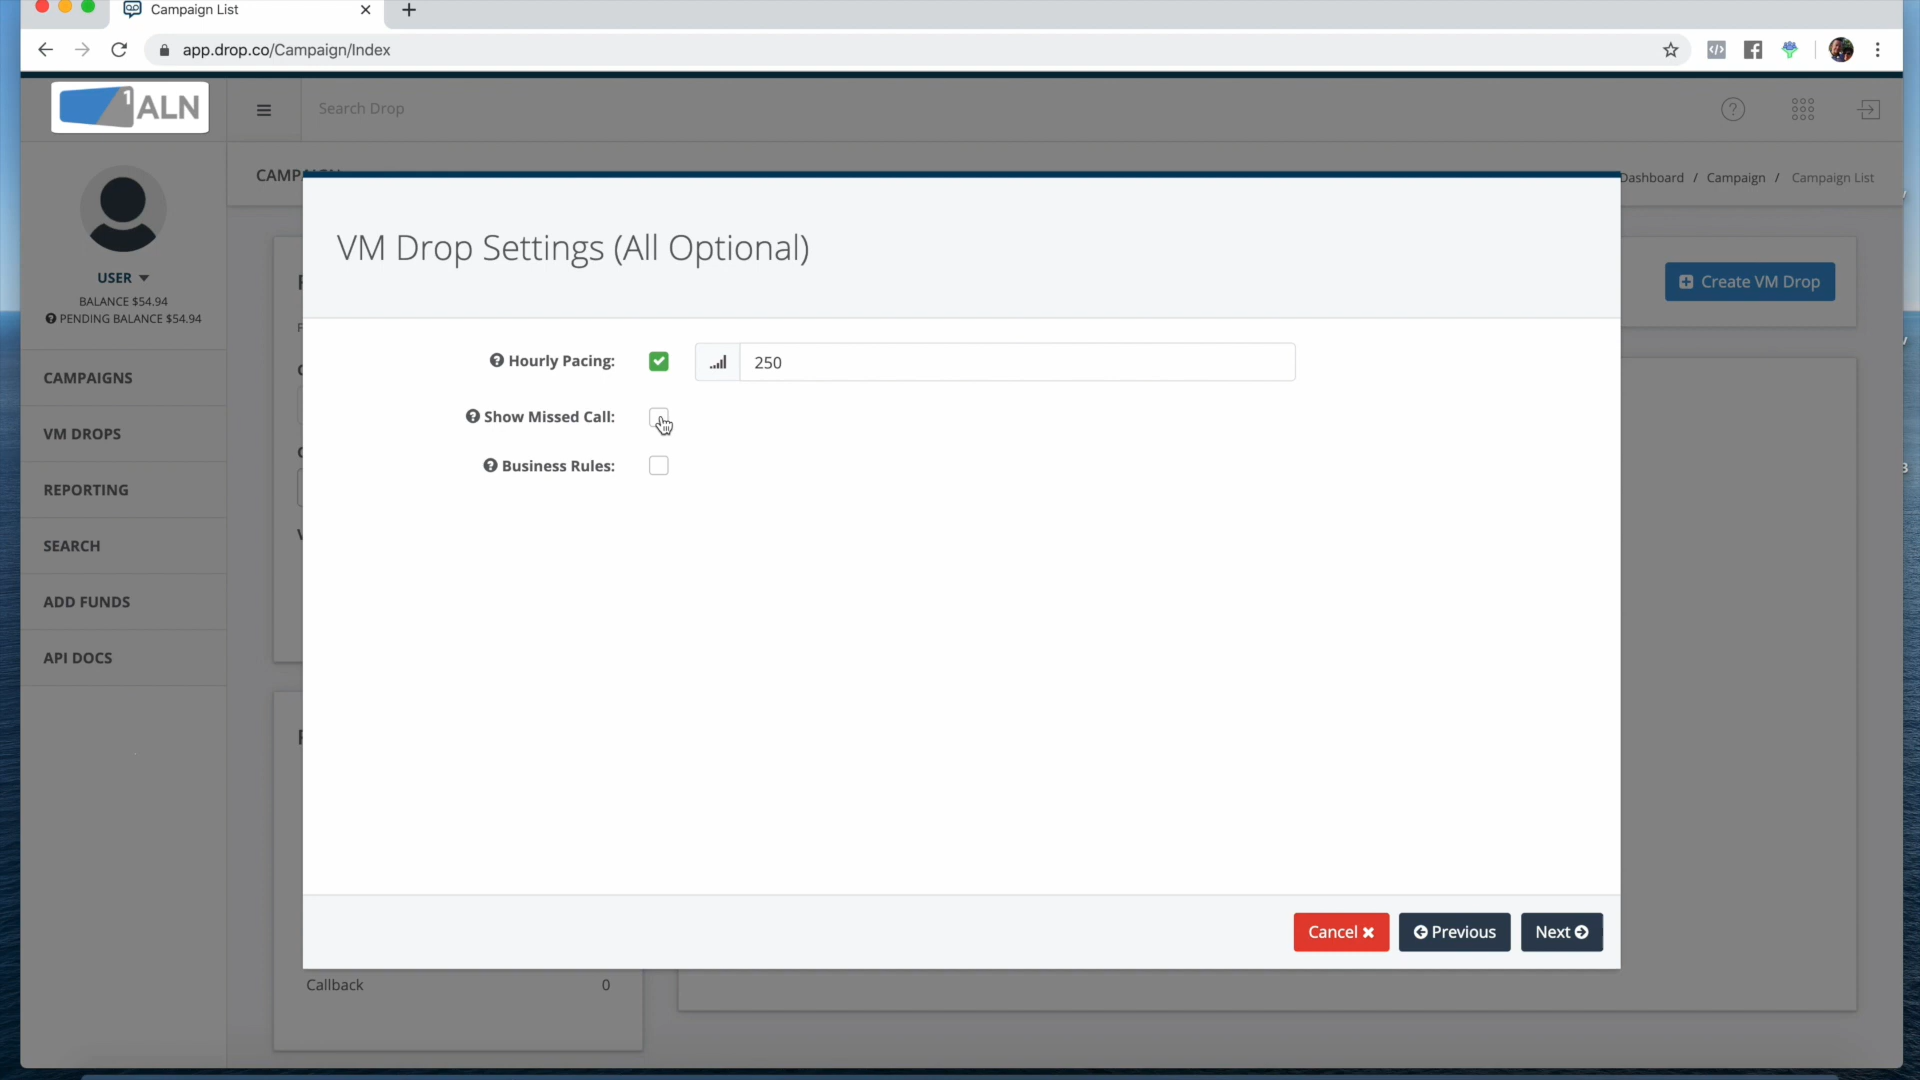 Campaign List
app.drop.co/Campaign/Index
1ALN
Search Drop
USER
BALANCE $54.94
PENDING BALANCE $54.94
CAMPAIGNS
VM DROPS
REPORTING
SEARCH
ADD FUNDS
API DOCS
Dashboard / Campaign / Campaign List
Create VM Drop
VM Drop Settings (All Optional)
Hourly Pacing:
250
Show Missed Call:
Business Rules:
Cancel
Previous
Next
Callback 0